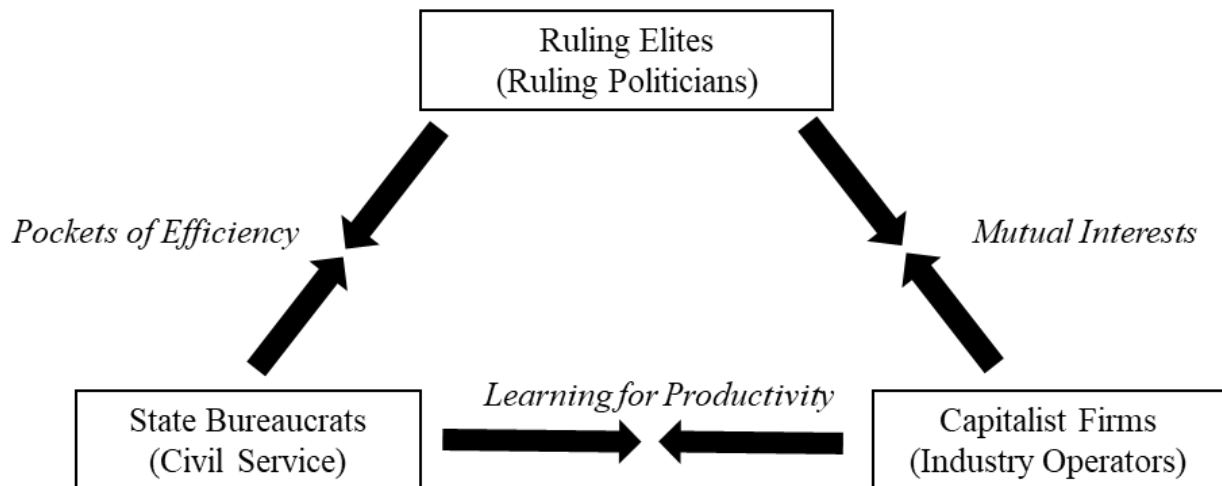 Ruling Elites
(Ruling Politicians)
Pockets of Efficiency
Mutual Interests
Learning for Productivity
State Bureaucrats
(Civil Service)
Capitalist Firms
(Industry Operators)